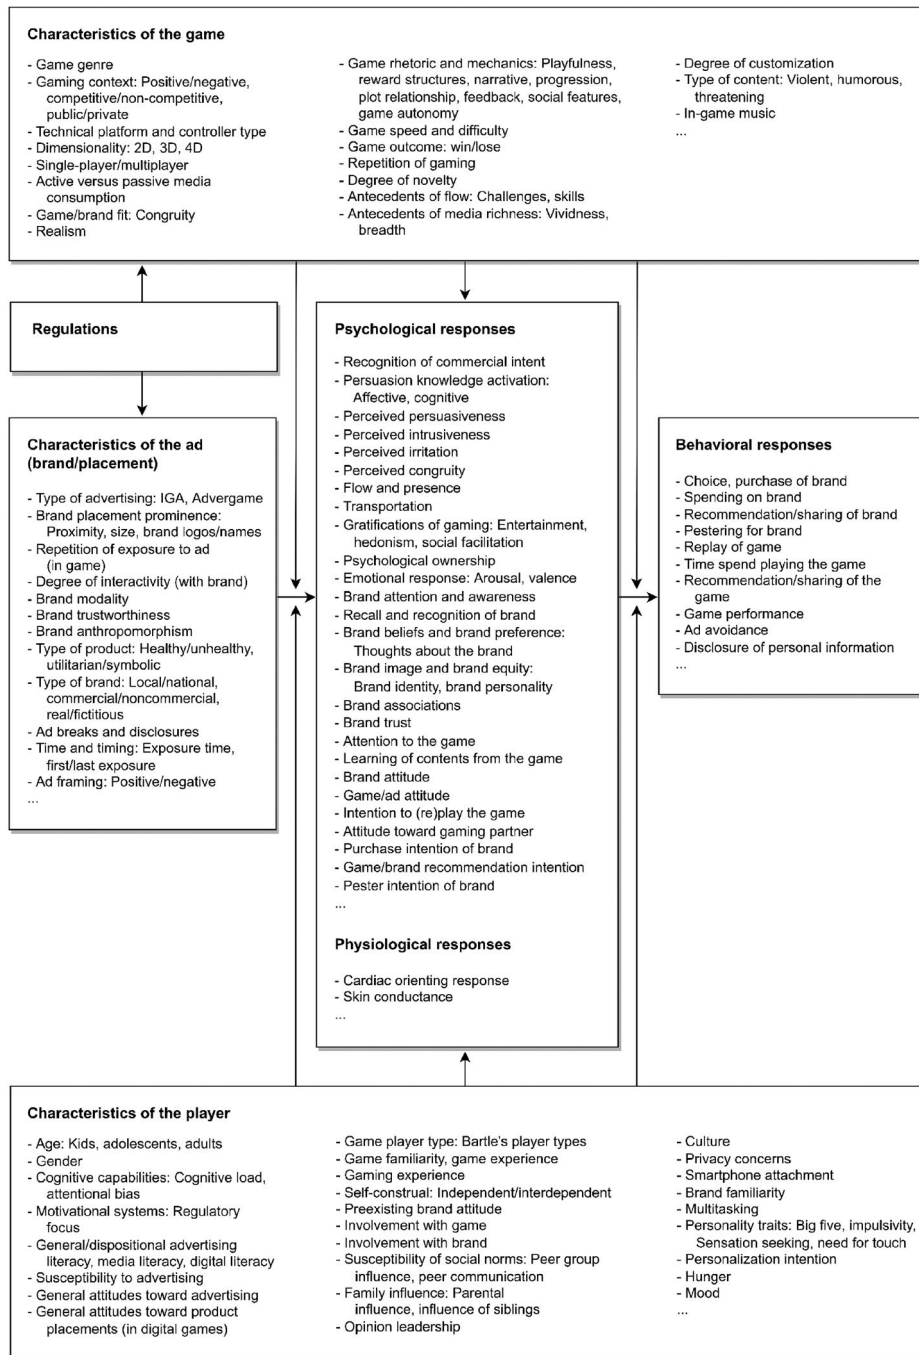 Characteristics of the game
- Game genre
- Gaming context: Positive/negative,
competitive/non-competitive,
public/private
- Technical platform and controller type
- Dimensionality: 2D, 3D, 4D
- Single-player/multiplayer
- Active versus passive media
consumption
- Game/brand fit: Congruity
- Realism
- Game rhetoric and mechanics: Playfulness,
reward structures, narrative, progression,
plot relationship, feedback, social features,
game autonomy
- Game speed and difficulty
- Game outcome: win/lose
- Repetition of gaming
- Degree of novelty
- Antecedents of flow: Challenges, skills
- Antecedents of media richness: Vividness,
breadth
- Degree of customization
- Type of content: Violent, humorous,
threatening
- In-game music
...
Regulations
Characteristics of the ad
(brand/placement)
- Type of advertising: IGA, Advergame
- Brand placement prominence:
Proximity, size, brand logos/names
- Repetition of exposure to ad
(in game)
- Degree of interactivity (with brand)
- Brand modality
- Brand trustworthiness
- Brand anthropomorphism
- Type of product: Healthy/unhealthy,
utilitarian/symbolic
- Type of brand: Local/national,
commercial/noncommercial,
real/fictitious
- Ad breaks and disclosures
- Time and timing: Exposure time,
first/last exposure
- Ad framing: Positive/negative
...
Psychological responses
- Recognition of commercial intent
- Persuasion knowledge activation:
Affective, cognitive
- Perceived persuasiveness
- Perceived intrusiveness
- Perceived irritation
- Perceived congruity
- Flow and presence
- Transportation
- Gratifications of gaming: Entertainment,
hedonism, social facilitation
- Psychological ownership
- Emotional response: Arousal, valence
- Brand attention and awareness
- Recall and recognition of brand
- Brand beliefs and brand preference:
Thoughts about the brand
- Brand image and brand equity:
Brand identity, brand personality
- Brand associations
- Brand trust
- Attention to the game
- Learning of contents from the game
- Brand attitude
- Game/ad attitude
- Intention to (re)play the game
- Attitude toward gaming partner
- Purchase intention of brand
- Game/brand recommendation intention
- Pester intention of brand
...
Physiological responses
- Cardiac orienting response
- Skin conductance
...
Behavioral responses
- Choice, purchase of brand
- Spending on brand
- Recommendation/sharing of brand
- Pestering for brand
- Replay of game
- Time spend playing the game
- Recommendation/sharing of the
game
- Game performance
- Ad avoidance
- Disclosure of personal information
...
Characteristics of the player
- Age: Kids, adolescents, adults
- Gender
- Cognitive capabilities: Cognitive load,
attentional bias
- Motivational systems: Regulatory
focus
- General/dispositional advertising
literacy, media literacy, digital literacy
- Susceptibility to advertising
- General attitudes toward advertising
- General attitudes toward product
placements (in digital games)
- Game player type: Bartle's player types
- Game familiarity, game experience
- Gaming experience
- Self-construal: Independent/interdependent
- Preexisting brand attitude
- Involvement with game
- Involvement with brand
- Susceptibility of social norms: Peer group
influence, peer communication
- Family influence: Parental
influence, influence of siblings
- Opinion leadership
- Culture
- Privacy concerns
- Smartphone attachment
- Brand familiarity
- Multitasking
- Personality traits: Big five, impulsivity,
Sensation seeking, need for touch
- Personalization intention
- Hunger
- Mood
...